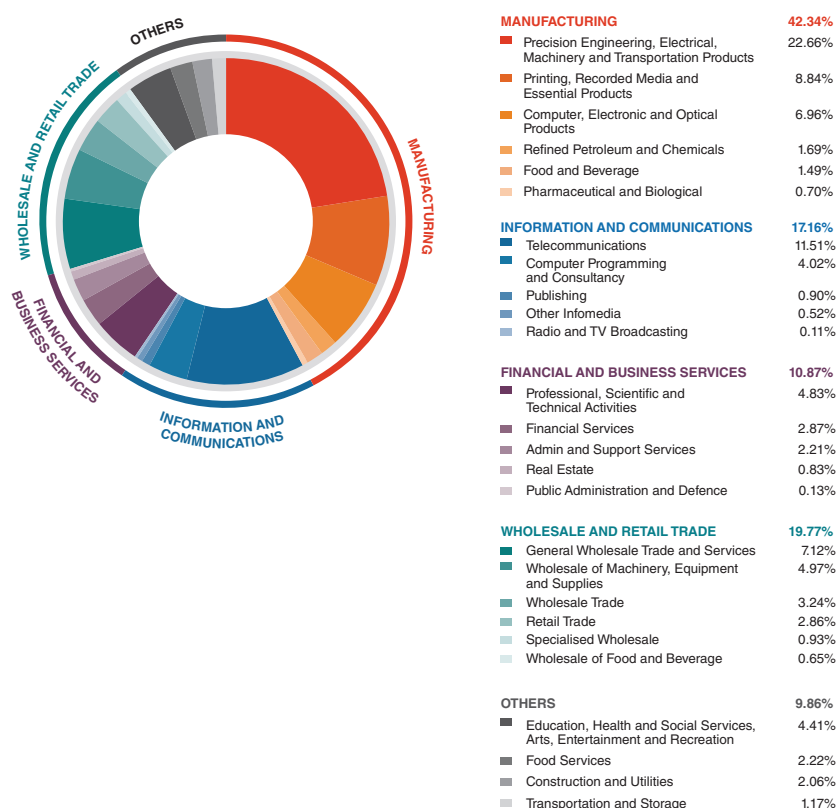 OTHERS
WHOLESALE AND RETAIL TRADE
MANUFACTURING
FINANCIAL AND
BUSINESS SERVICES
INFORMATION AND
COMMUNICATIONS
MANUFACTURING 42.34%
Precision Engineering, Electrical, 22.66%
Machinery and Transportation Products
Printing, Recorded Media and 8.84%
Essential Products
Computer, Electronic and Optical 6.96%
Products
Refined Petroleum and Chemicals 1.69%
Food and Beverage 1.49%
Pharmaceutical and Biological 0.70%
INFORMATION AND COMMUNICATIONS 17.16%
Telecommunications 11.51%
Computer Programming 4.02%
and Consultancy
Publishing 0.90%
Other Infomedia 0.52%
Radio and TV Broadcasting 0.11%
FINANCIAL AND BUSINESS SERVICES 10.87%
Professional, Scientific and 4.83%
Technical Activities
Financial Services 2.87%
Admin and Support Services 2.21%
Real Estate 0.83%
Public Administration and Defence 0.13%
WHOLESALE AND RETAIL TRADE 19.77%
General Wholesale Trade and Services 7.12%
Wholesale of Machinery, Equipment 4.97%
and Supplies
Wholesale Trade 3.24%
Retail Trade 2.86%
Specialised Wholesale 0.93%
Wholesale of Food and Beverage 0.65%
OTHERS 9.86%
Education, Health and Social Services, 4.41%
Arts, Entertainment and Recreation
Food Services 2.22%
Construction and Utilities 2.06%
Transportation and Storage 1.17%